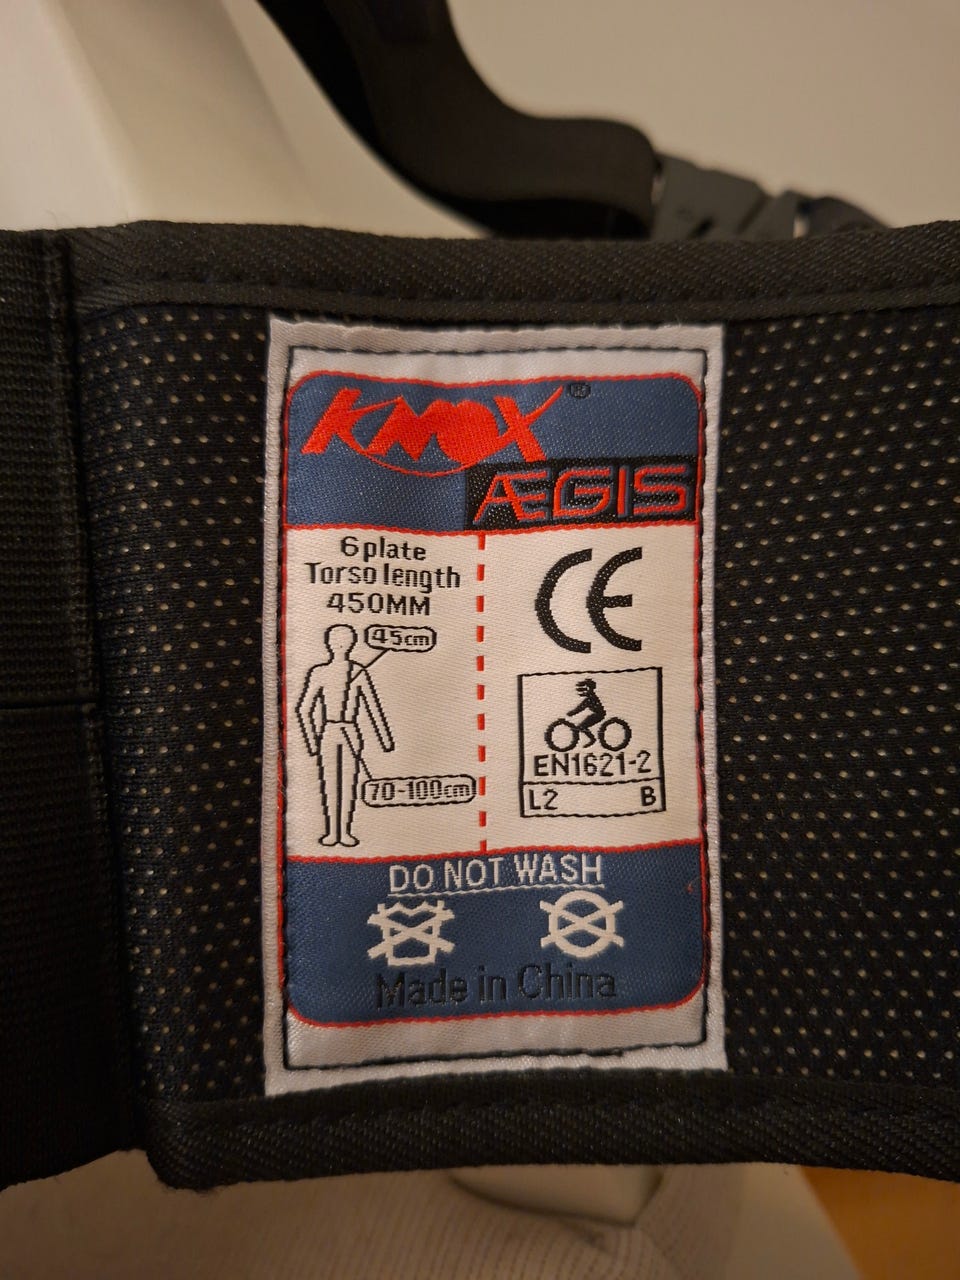 KMOX®
ÆGIS
6 plate
Torso length
450MM
45cm
70-100cm
CE
EN1621-2
L2 B
DO NOT WASH
Made in China